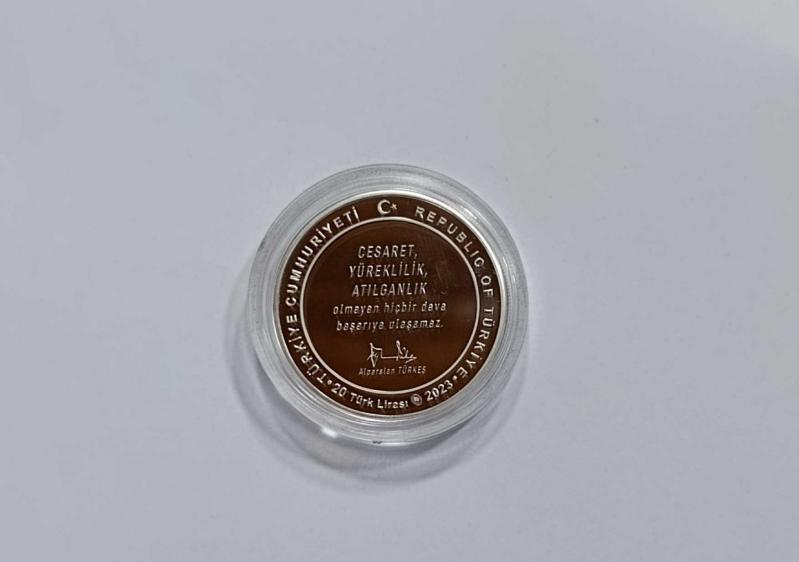 TÜRKİYE CUMHURİYETİ
REPUBLIC OF TÜRKİYE
CESARET,
YÜREKLİLİK,
ATILGANLIK
olmayan hiçbir dava
başarıya ulaşamaz.
Alparslan TÜRKEŞ
• 20 Türk Lirası 2023 •